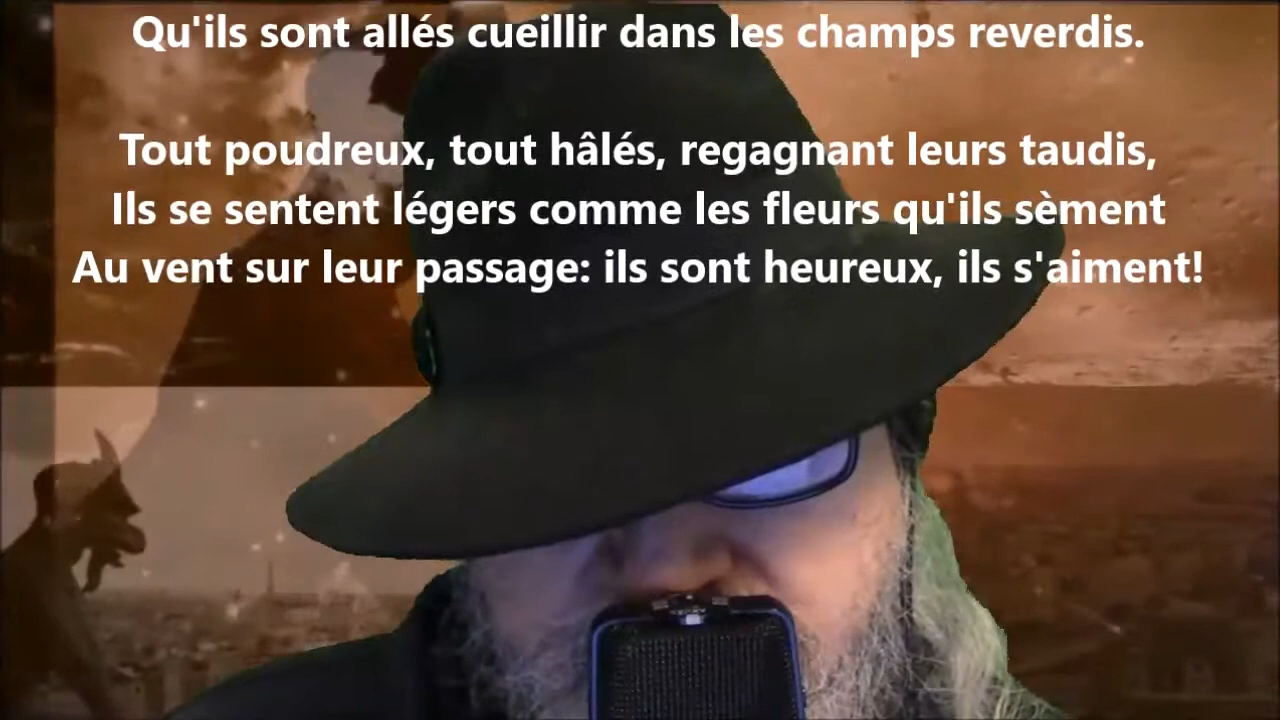 Qu'ils sont allés cueillir dans les champs reverdis.
Tout poudreux, tout hâlés, regagnant leurs taudis,
Ils se sentent légers comme les fleurs qu'ils sèment
Au vent sur leur passage: ils sont heureux, ils s'aiment!